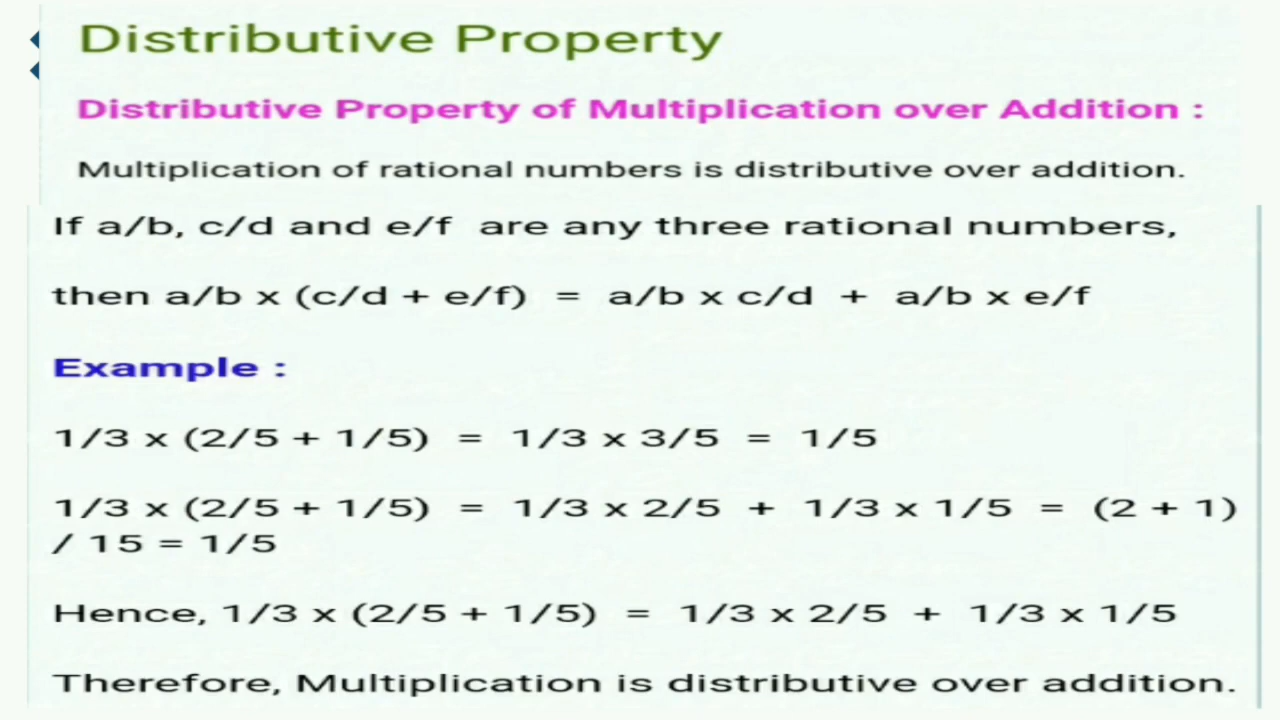 Distributive Property
Distributive Property of Multiplication over Addition :
Multiplication of rational numbers is distributive over addition.
If a/b, c/d and e/f are any three rational numbers,
then a/b x (c/d + e/f) = a/b x c/d + a/b x e/f
Example :
1/3 x (2/5 + 1/5) = 1/3 x 3/5 = 1/5
1/3 x (2/5 + 1/5) = 1/3 x 2/5 + 1/3 x 1/5 = (2 + 1)
/ 15 = 1/5
Hence, 1/3 x (2/5 + 1/5) = 1/3 x 2/5 + 1/3 x 1/5
Therefore, Multiplication is distributive over addition.